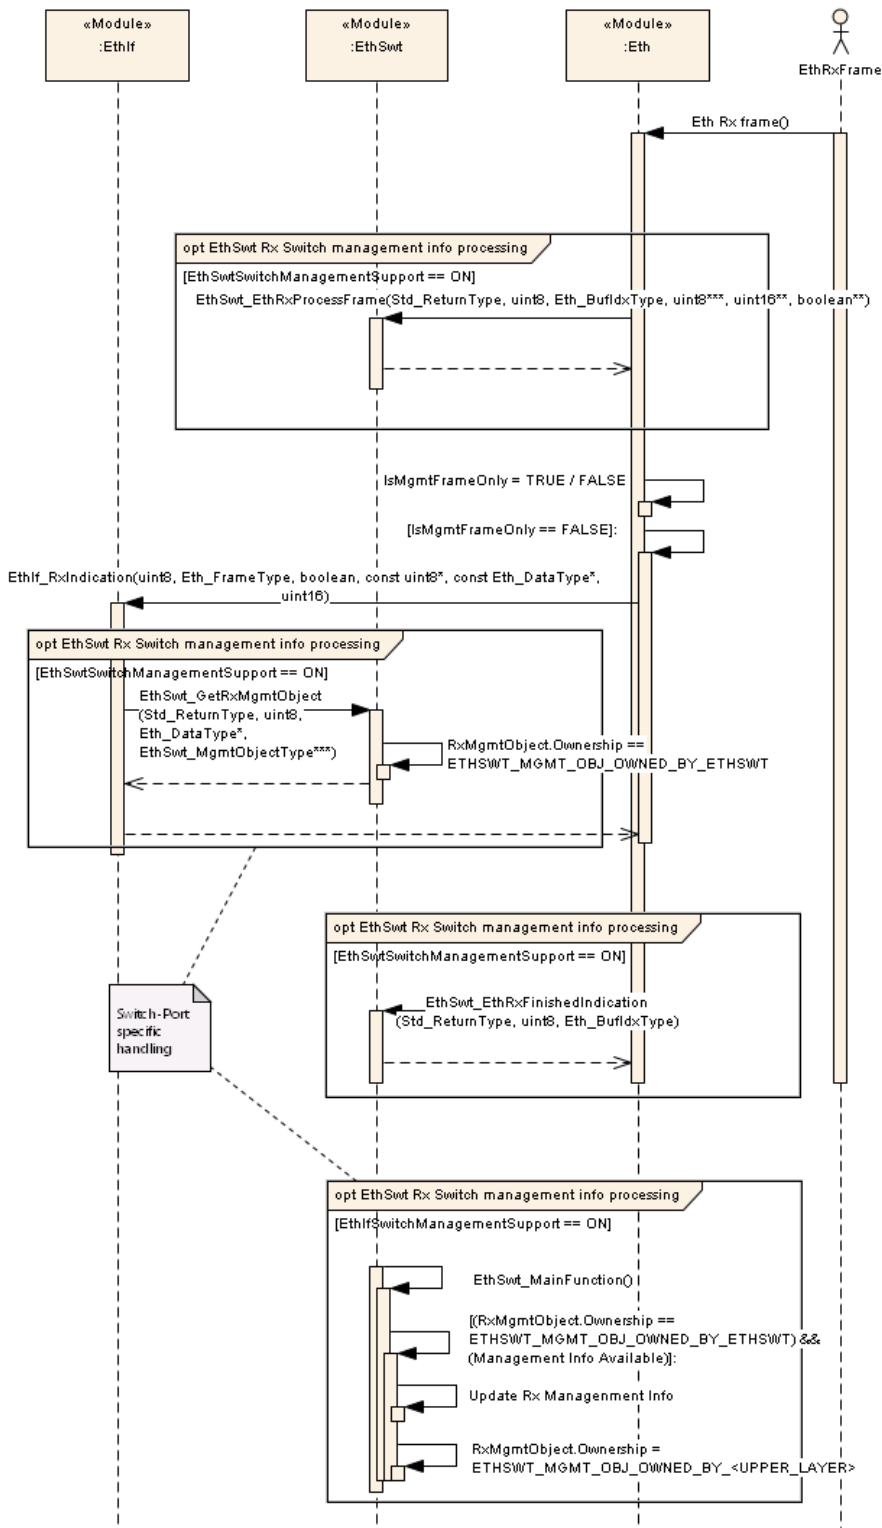 «Module»
:EthIf
«Module»
:EthSwt
«Module»
:Eth
EthRxFrame
Eth Rx frame()
opt EthSwt Rx Switch management info processing
[EthSwtSwitchManagementSupport == ON]
EthSwt_EthRxProcessFrame(Std_ReturnType, uint8, Eth_BufIdxType, uint8***, uint16**, boolean**)
IsMgmtFrameOnly = TRUE / FALSE
[IsMgmtFrameOnly == FALSE]:
EthIf_RxIndication(uint8, Eth_FrameType, boolean, const uint8*, const Eth_DataType*,
uint16)
opt EthSwt Rx Switch management info processing
[EthSwtSwitchManagementSupport == ON]
EthSwt_GetRxMgmtObject
(Std_ReturnType, uint8,
Eth_DataType*,
EthSwt_MgmtObjectType***)
RxMgmtObject.Ownership ==
ETHSWT_MGMT_OBJ_OWNED_BY_ETHSWT
opt EthSwt Rx Switch management info processing
[EthSwtSwitchManagementSupport == ON]
EthSwt_EthRxFinishedIndication
(Std_ReturnType, uint8, Eth_BufIdxType)
Switch-Port
specific
handling
opt EthSwt Rx Switch management info processing
[EthIfSwitchManagementSupport == ON]
EthSwt_MainFunction()
[(RxMgmtObject.Ownership ==
ETHSWT_MGMT_OBJ_OWNED_BY_ETHSWT) &&
(Management Info Available)]:
Update Rx Managenment Info
RxMgmtObject.Ownership =
ETHSWT_MGMT_OBJ_OWNED_BY_<UPPER_LAYER>